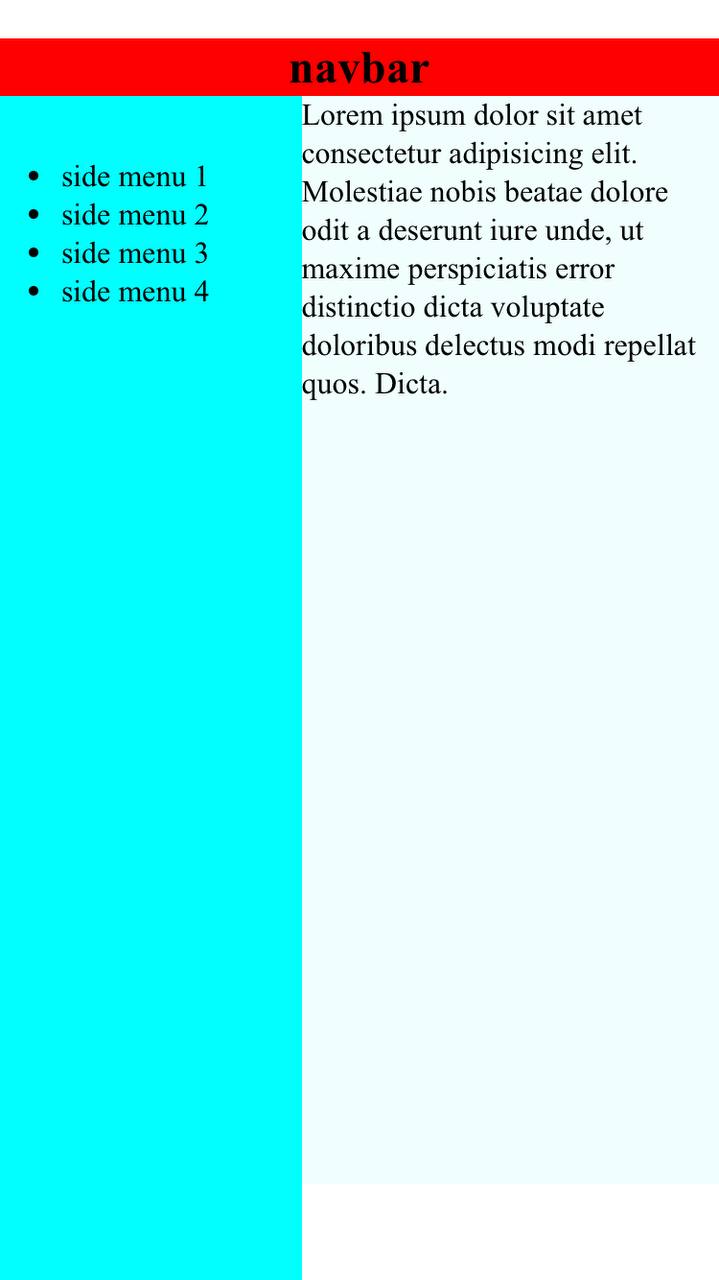 navbar
side menu 1
side menu 2
side menu 3
side menu 4
Lorem ipsum dolor sit amet
consectetur adipisicing elit.
Molestiae nobis beatae dolore
odit a deserunt iure unde, ut
maxime perspiciatis error
distinctio dicta voluptate
doloribus delectus modi repellat
quos. Dicta.